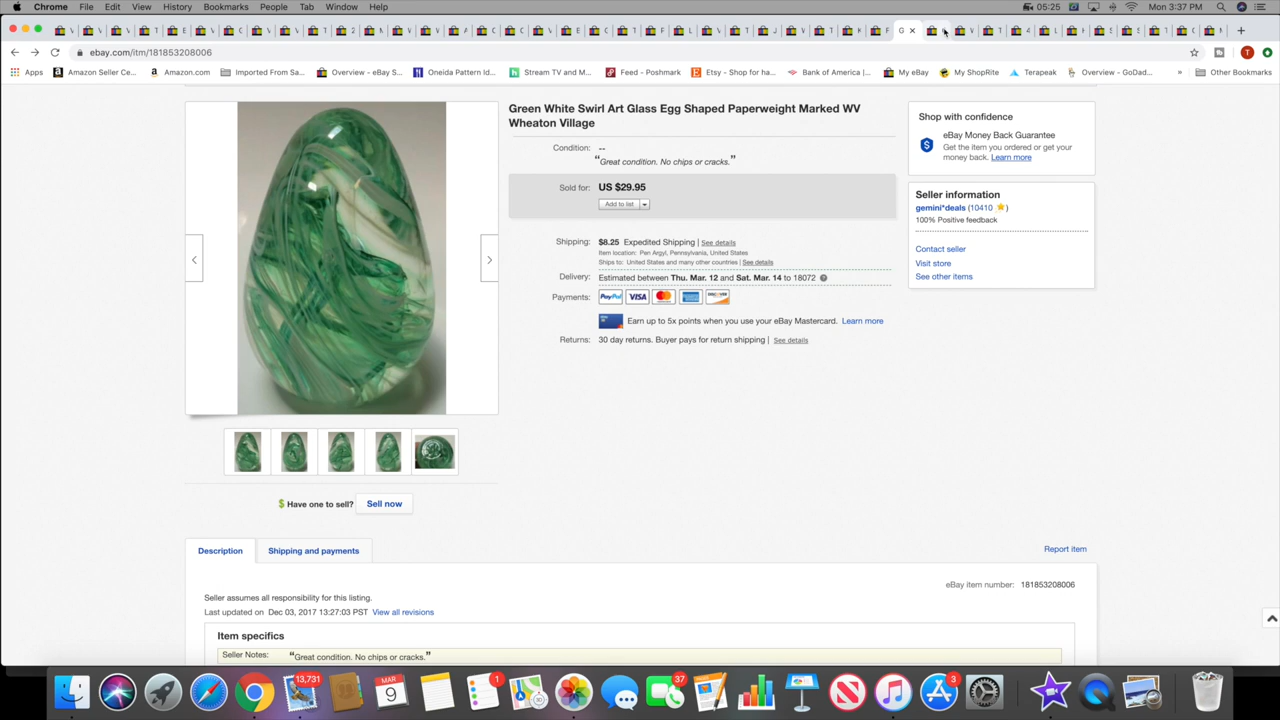 Chrome File Edit View History Bookmarks People Tab Window Help 05:25 Mon 3:37 PM
ebay.com/itm/181853208006
Apps Amazon Seller Ce... Amazon.com Imported From Sa... Overview - eBay S... Oneida Pattern Id... Stream TV and M... Feed - Poshmark Etsy - Shop for ha... Bank of America |... My eBay My ShopRite Terapeak Overview - GoDad... » Other Bookmarks
Green White Swirl Art Glass Egg Shaped Paperweight Marked WV
Wheaton Village
Condition: --
“Great condition. No chips or cracks.”
Sold for: US $29.95
Add to list
Shipping: $8.25 Expedited Shipping | See details
Item location: Pen Argyl, Pennsylvania, United States
Ships to: United States and many other countries | See details
Delivery: Estimated between Thu. Mar. 12 and Sat. Mar. 14 to 18072
Payments: PayPal VISA
Earn up to 5x points when you use your eBay Mastercard. Learn more
Returns: 30 day returns. Buyer pays for return shipping | See details
Shop with confidence
eBay Money Back Guarantee
Get the item you ordered or get your
money back. Learn more
Seller information
gemini*deals (10410 )
100% Positive feedback
Contact seller
Visit store
See other items
Have one to sell? Sell now
Description Shipping and payments
Report item
eBay item number: 181853208006
Seller assumes all responsibility for this listing.
Last updated on Dec 03, 2017 13:27:03 PST View all revisions
Item specifics
Seller Notes: “Great condition. No chips or cracks.”
13,731 MAR 9 1 37 3